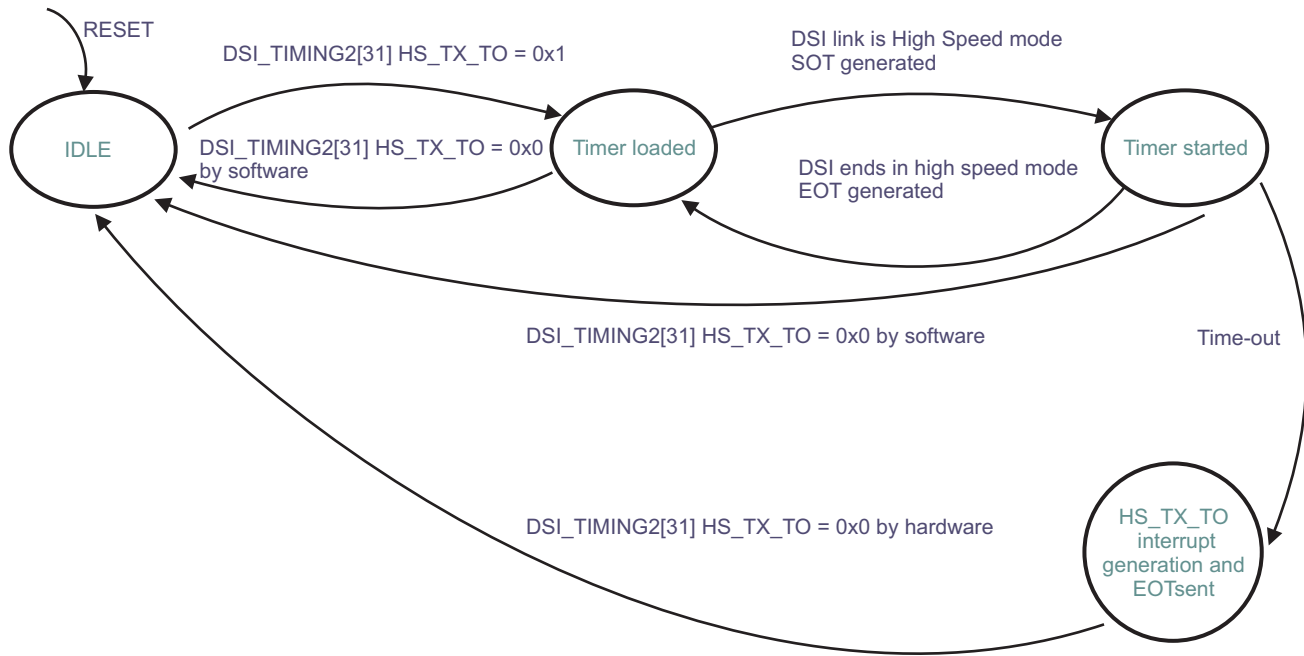 RESET
DSI_TIMING2[31] HS_TX_TO = 0x1
DSI link is High Speed mode
SOT generated
IDLE
DSI_TIMING2[31] HS_TX_TO = 0x0
by software
Timer loaded
DSI ends in high speed mode
EOT generated
Timer started
DSI_TIMING2[31] HS_TX_TO = 0x0 by software
Time-out
DSI_TIMING2[31] HS_TX_TO = 0x0 by hardware
HS_TX_TO
interrupt
generation and
EOTsent